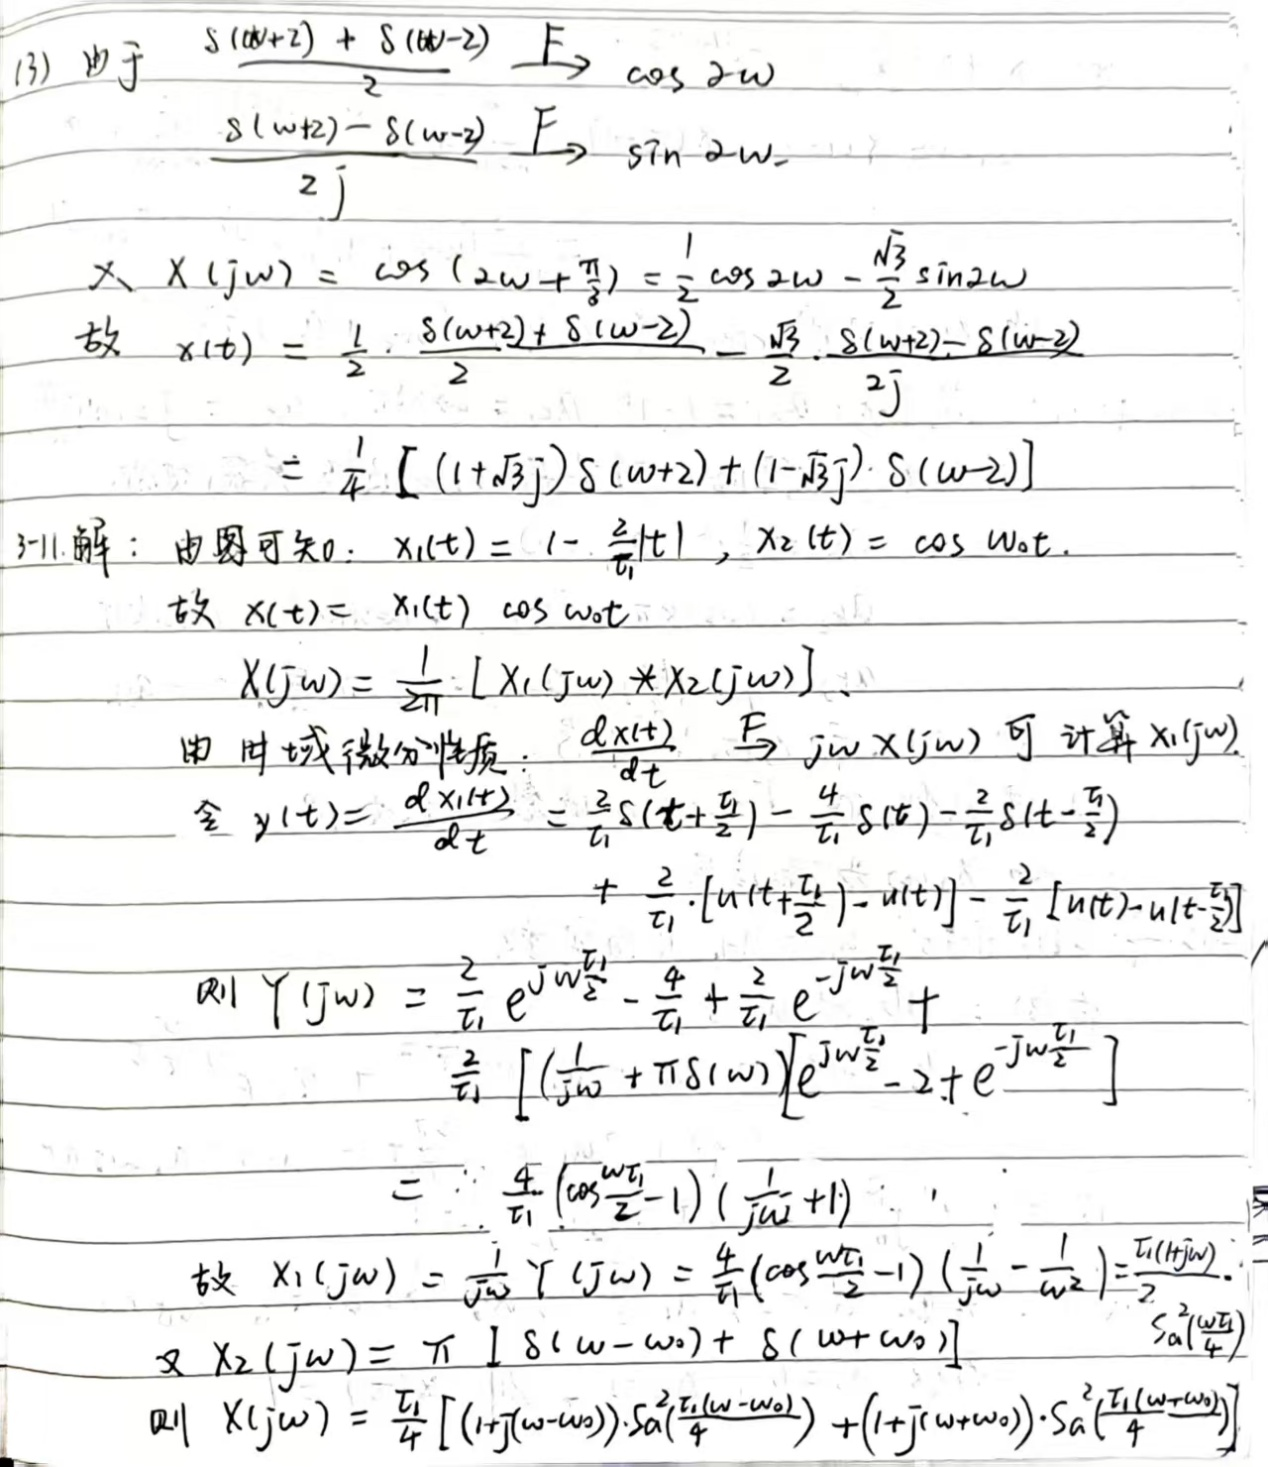 (3) 由于 (δ(ω+2) + δ(ω-2))/2 F→ cos 2ω
(δ(ω+2) - δ(ω-2))/2j F→ sin 2ω.
又 X(jω) = cos(2ω + π/3) = 1/2 cos 2ω - √3/2 sin2ω
故 x(t) = 1/2 · (δ(ω+2) + δ(ω-2))/2 - √3/2 · (δ(ω+2) - δ(ω-2))/2j
= 1/4 [(1+√3j) δ(ω+2) + (1-√3j) · δ(ω-2)]
3-11.解: 由图可知: x₁(t) = 1 - 2/τ₁|t| , x₂(t) = cos ω₀t.
故 x(t) = x₁(t) cos ω₀t
X(jω) = 1/2π [X₁(jω) * X₂(jω)].
由时域微分性质: dx(t)/dt F→ jω X(jω) 可计算 X₁(jω).
令 y(t) = dx₁(t)/dt = 2/τ₁ δ(t+τ₁/2) - 4/τ₁ δ(t) - 2/τ₁ δ(t-τ₁/2)
+ 2/τ₁ · [u(t+τ₁/2) - u(t)] - 2/τ₁ [u(t) - u(t-τ₁/2)]
则 Y(jω) = 2/τ₁ e^{jωτ₁/2} - 4/τ₁ + 2/τ₁ e^{-jωτ₁/2} +
2/τ₁ [(1/jω + πδ(ω))[e^{jωτ₁/2} - 2 + e^{-jωτ₁/2}]
= 4/τ₁ (cos ωτ₁/2 - 1) (1/jω + 1)
故 X₁(jω) = 1/jω Y(jω) = 4/τ₁ (cos ωτ₁/2 - 1) (1/jω - 1/ω²) = τ₁(1+jω)/2 ·
Sa²(ωτ₁/4)
又 X₂(jω) = π [δ(ω-ω₀) + δ(ω+ω₀)]
则 X(jω) = τ₁/4 [(1+j(ω-ω₀)) · Sa²(τ₁(ω-ω₀)/4) + (1+j(ω+ω₀)) · Sa²(τ₁(ω+ω₀)/4)]